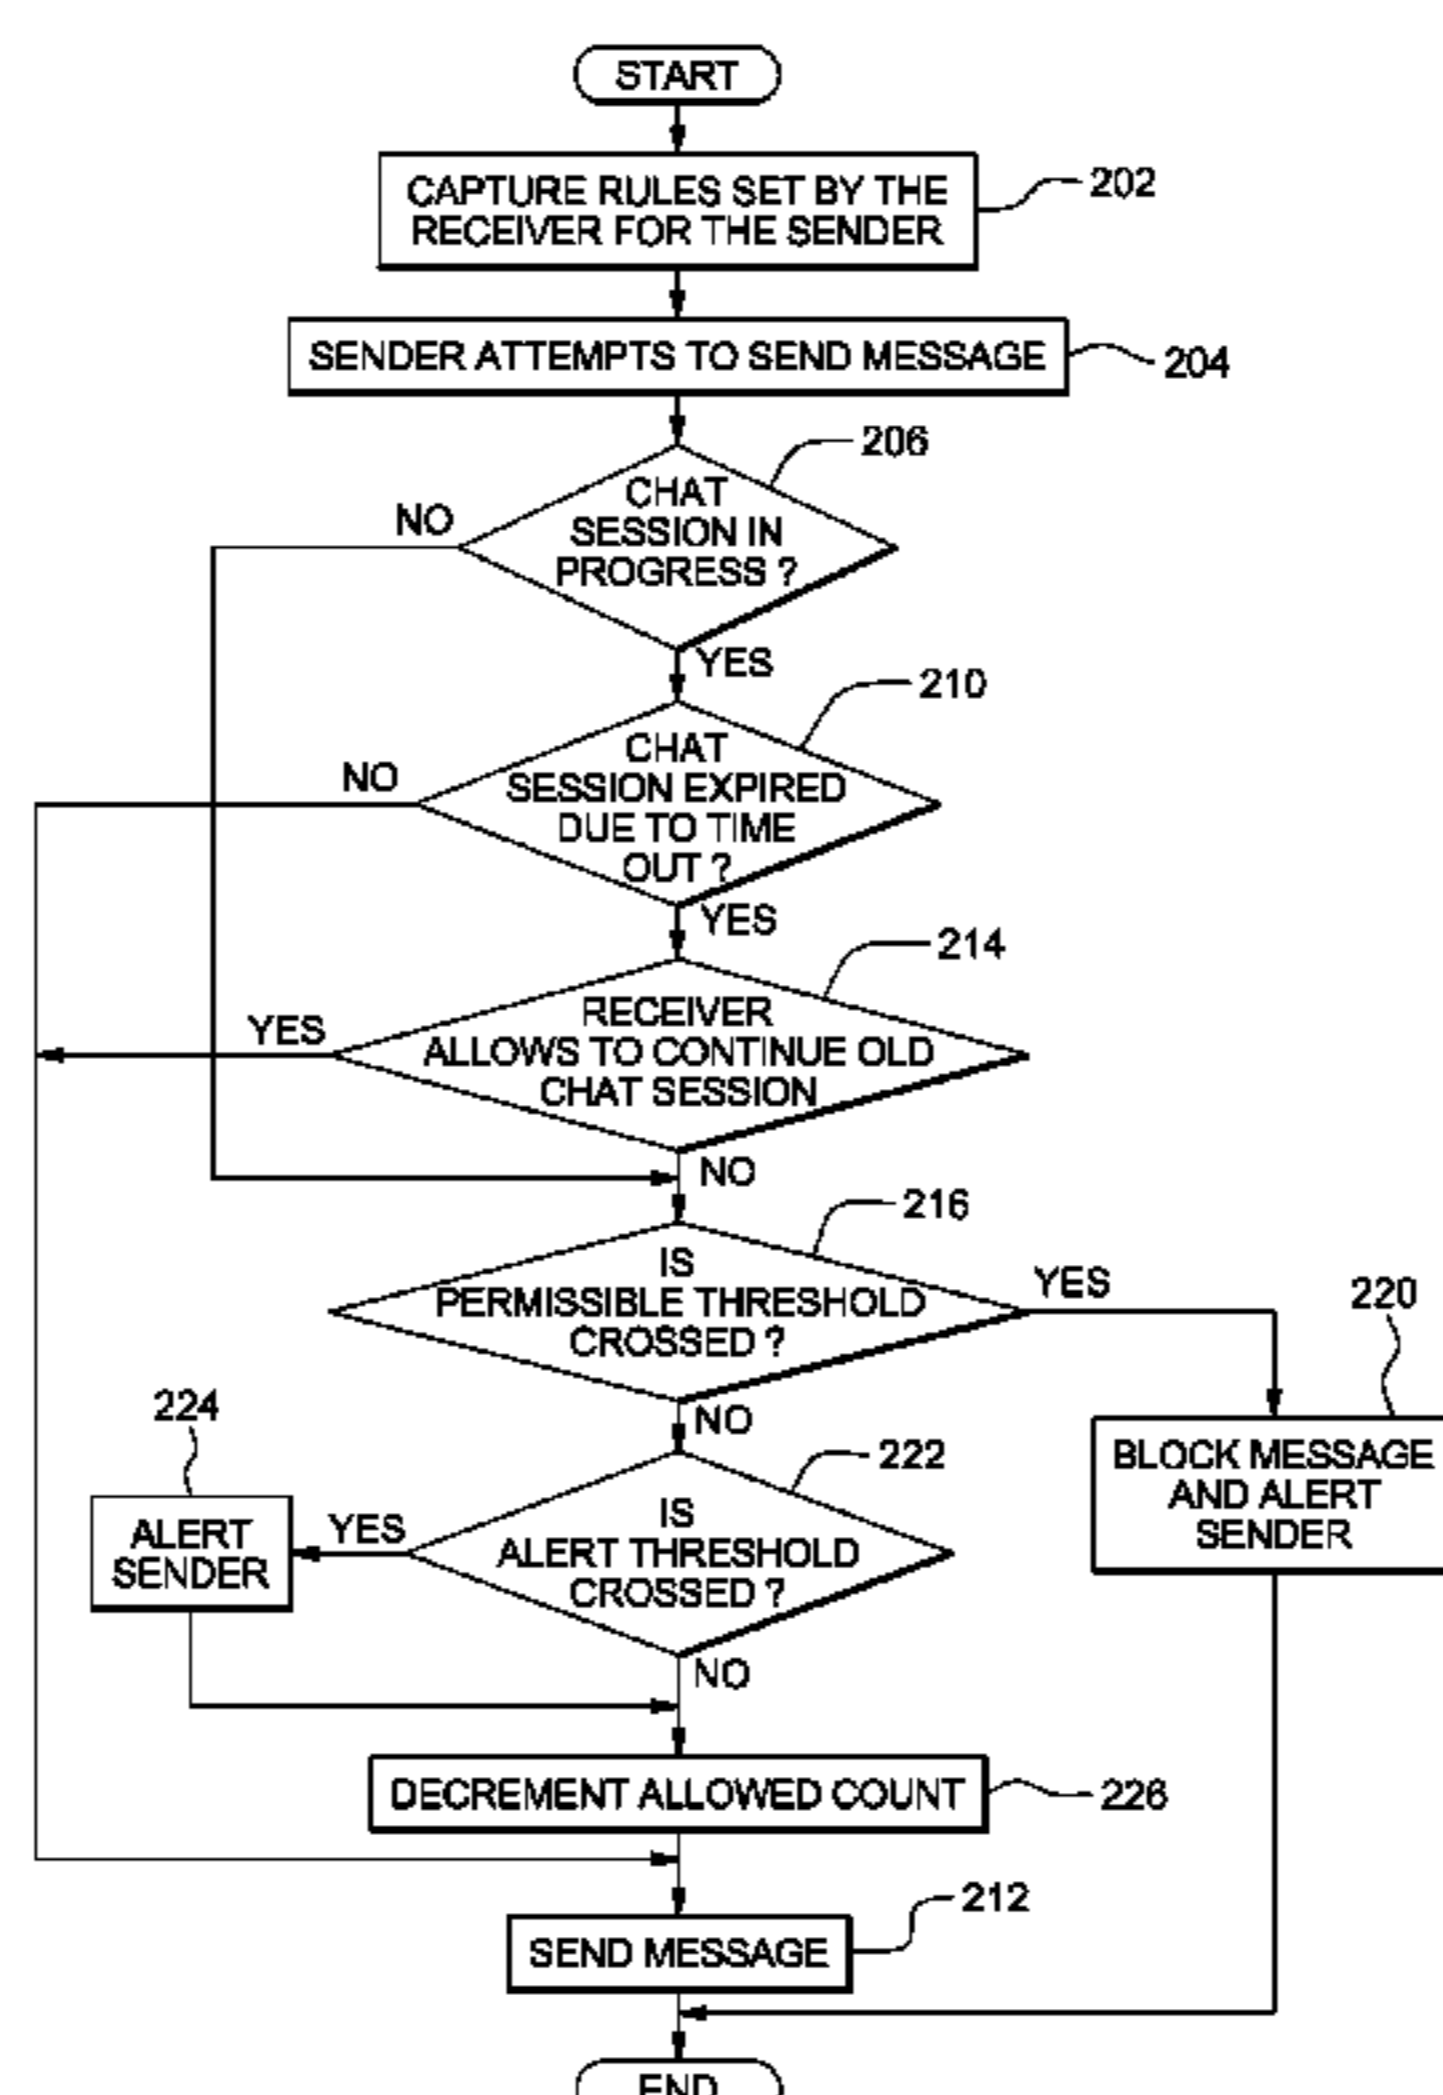 START
CAPTURE RULES SET BY THE
RECEIVER FOR THE SENDER
202
SENDER ATTEMPTS TO SEND MESSAGE
204
206
CHAT
SESSION IN
PROGRESS ?
NO
YES
210
CHAT
SESSION EXPIRED
DUE TO TIME
OUT ?
NO
YES
214
RECEIVER
ALLOWS TO CONTINUE OLD
CHAT SESSION
YES
NO
216
IS
PERMISSIBLE THRESHOLD
CROSSED ?
YES
NO
220
BLOCK MESSAGE
AND ALERT
SENDER
222
IS
ALERT THRESHOLD
CROSSED ?
YES
224
ALERT
SENDER
NO
DECREMENT ALLOWED COUNT
226
212
SEND MESSAGE
END